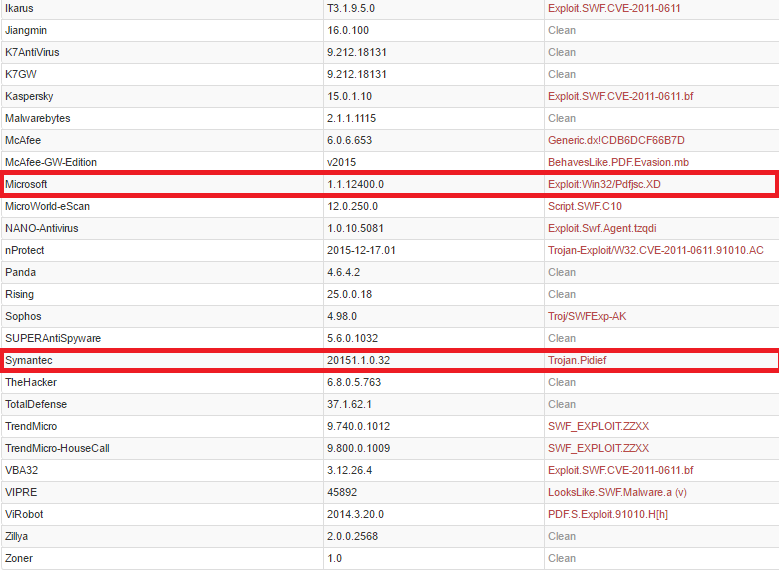 Ikarus T3.1.9.5.0 Exploit.SWF.CVE-2011-0611
Jiangmin 16.0.100 Clean
K7AntiVirus 9.212.18131 Clean
K7GW 9.212.18131 Clean
Kaspersky 15.0.1.10 Exploit.SWF.CVE-2011-0611.bf
Malwarebytes 2.1.1.1115 Clean
McAfee 6.0.6.653 Generic.dx!CDB6DCF66B7D
McAfee-GW-Edition v2015 BehavesLike.PDF.Evasion.mb
Microsoft 1.1.12400.0 Exploit:Win32/Pdfjsc.XD
MicroWorld-eScan 12.0.250.0 Script.SWF.C10
NANO-Antivirus 1.0.10.5081 Exploit.Swf.Agent.tzqdi
nProtect 2015-12-17.01 Trojan-Exploit/W32.CVE-2011-0611.91010.AC
Panda 4.6.4.2 Clean
Rising 25.0.0.18 Clean
Sophos 4.98.0 Troj/SWFExp-AK
SUPERAntiSpyware 5.6.0.1032 Clean
Symantec 20151.1.0.32 Trojan.Pidief
TheHacker 6.8.0.5.763 Clean
TotalDefense 37.1.62.1 Clean
TrendMicro 9.740.0.1012 SWF_EXPLOIT.ZZXX
TrendMicro-HouseCall 9.800.0.1009 SWF_EXPLOIT.ZZXX
VBA32 3.12.26.4 Exploit.SWF.CVE-2011-0611.bf
VIPRE 45892 LooksLike.SWF.Malware.a (v)
ViRobot 2014.3.20.0 PDF.S.Exploit.91010.H[h]
Zillya 2.0.0.2568 Clean
Zoner 1.0 Clean